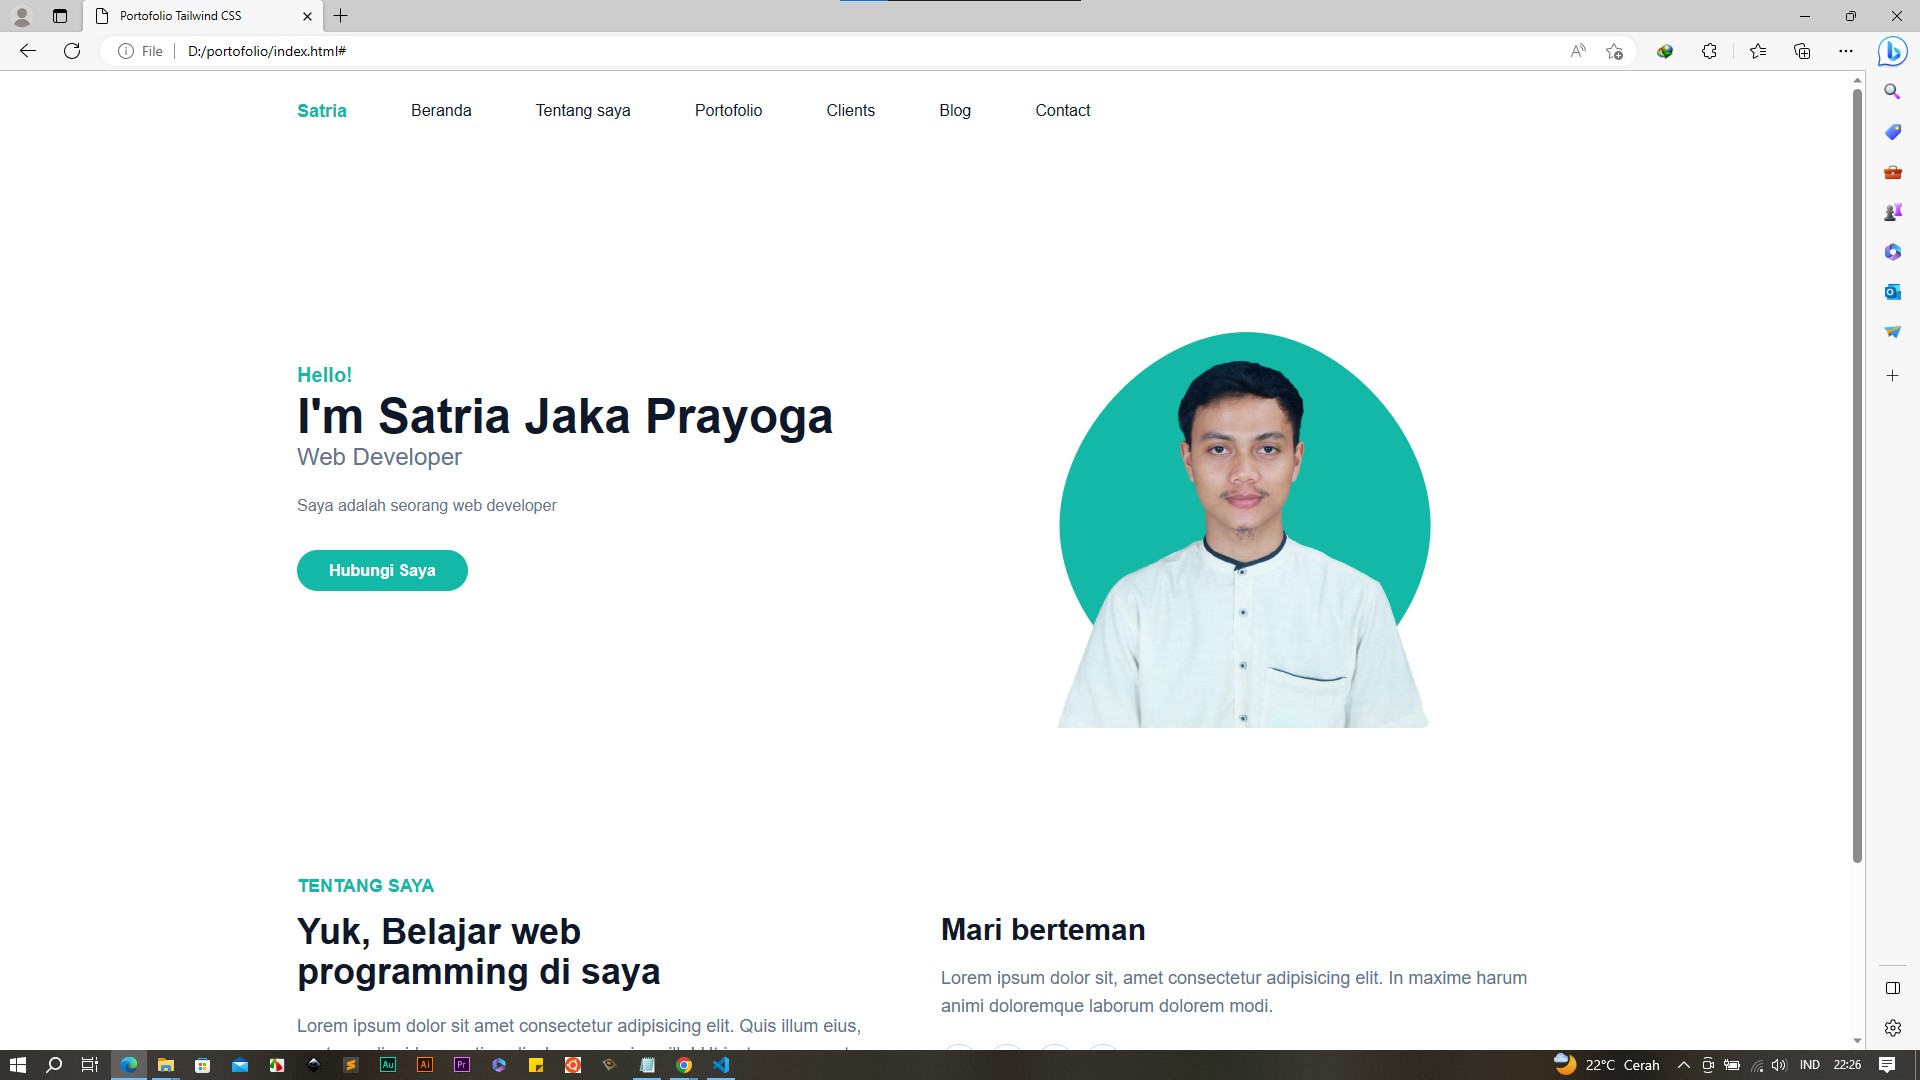 Portofolio Tailwind CSS
File
D:/portofolio/index.html#
Satria Beranda Tentang saya Portofolio Clients Blog Contact
Hello!
I'm Satria Jaka Prayoga
Web Developer
Saya adalah seorang web developer
Hubungi Saya
TENTANG SAYA
Yuk, Belajar web
programming di saya
Lorem ipsum dolor sit amet consectetur adipisicing elit. Quis illum eius,
Mari berteman
Lorem ipsum dolor sit, amet consectetur adipisicing elit. In maxime harum
animi doloremque laborum dolorem modi.
Au Ai Pr
22°C Cerah
IND
22:26